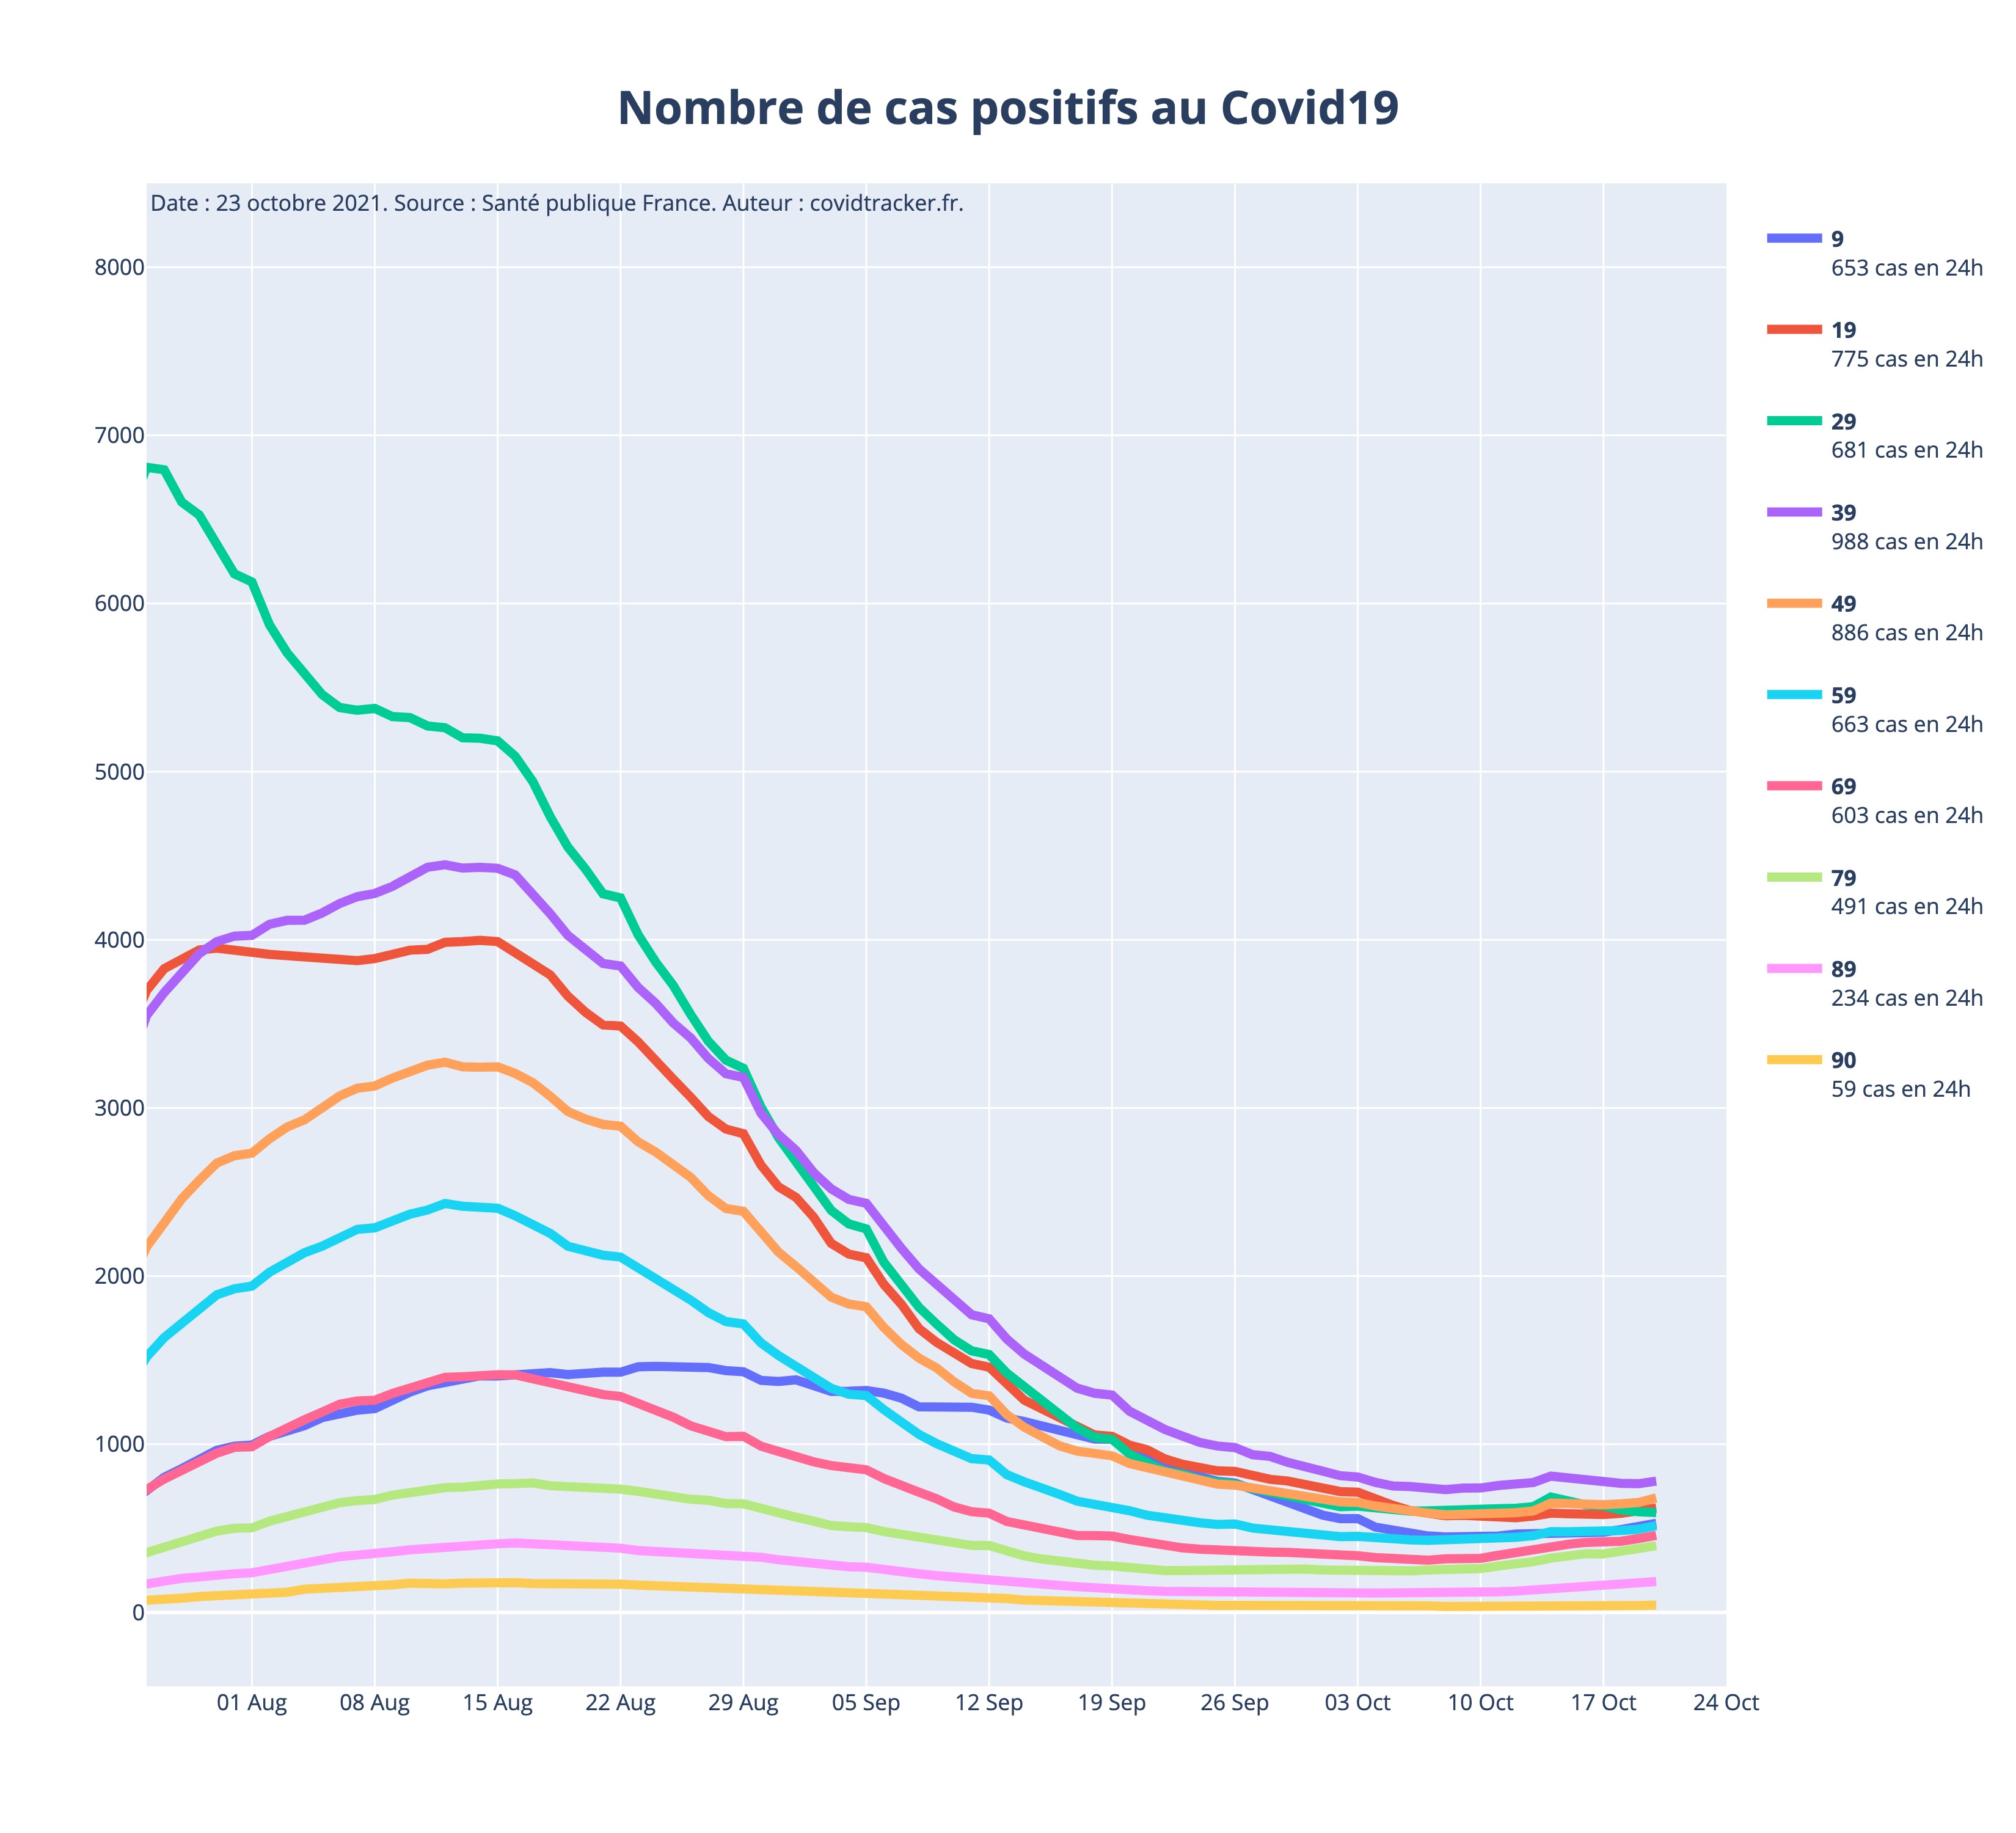 Nombre de cas positifs au Covid19
Date : 23 octobre 2021. Source : Santé publique France. Auteur : covidtracker.fr.
8000
7000
6000
5000
4000
3000
2000
1000
0
01 Aug
08 Aug
15 Aug
22 Aug
29 Aug
05 Sep
12 Sep
19 Sep
26 Sep
03 Oct
10 Oct
17 Oct
24 Oct
9
653 cas en 24h
19
775 cas en 24h
29
681 cas en 24h
39
988 cas en 24h
49
886 cas en 24h
59
663 cas en 24h
69
603 cas en 24h
79
491 cas en 24h
89
234 cas en 24h
90
59 cas en 24h